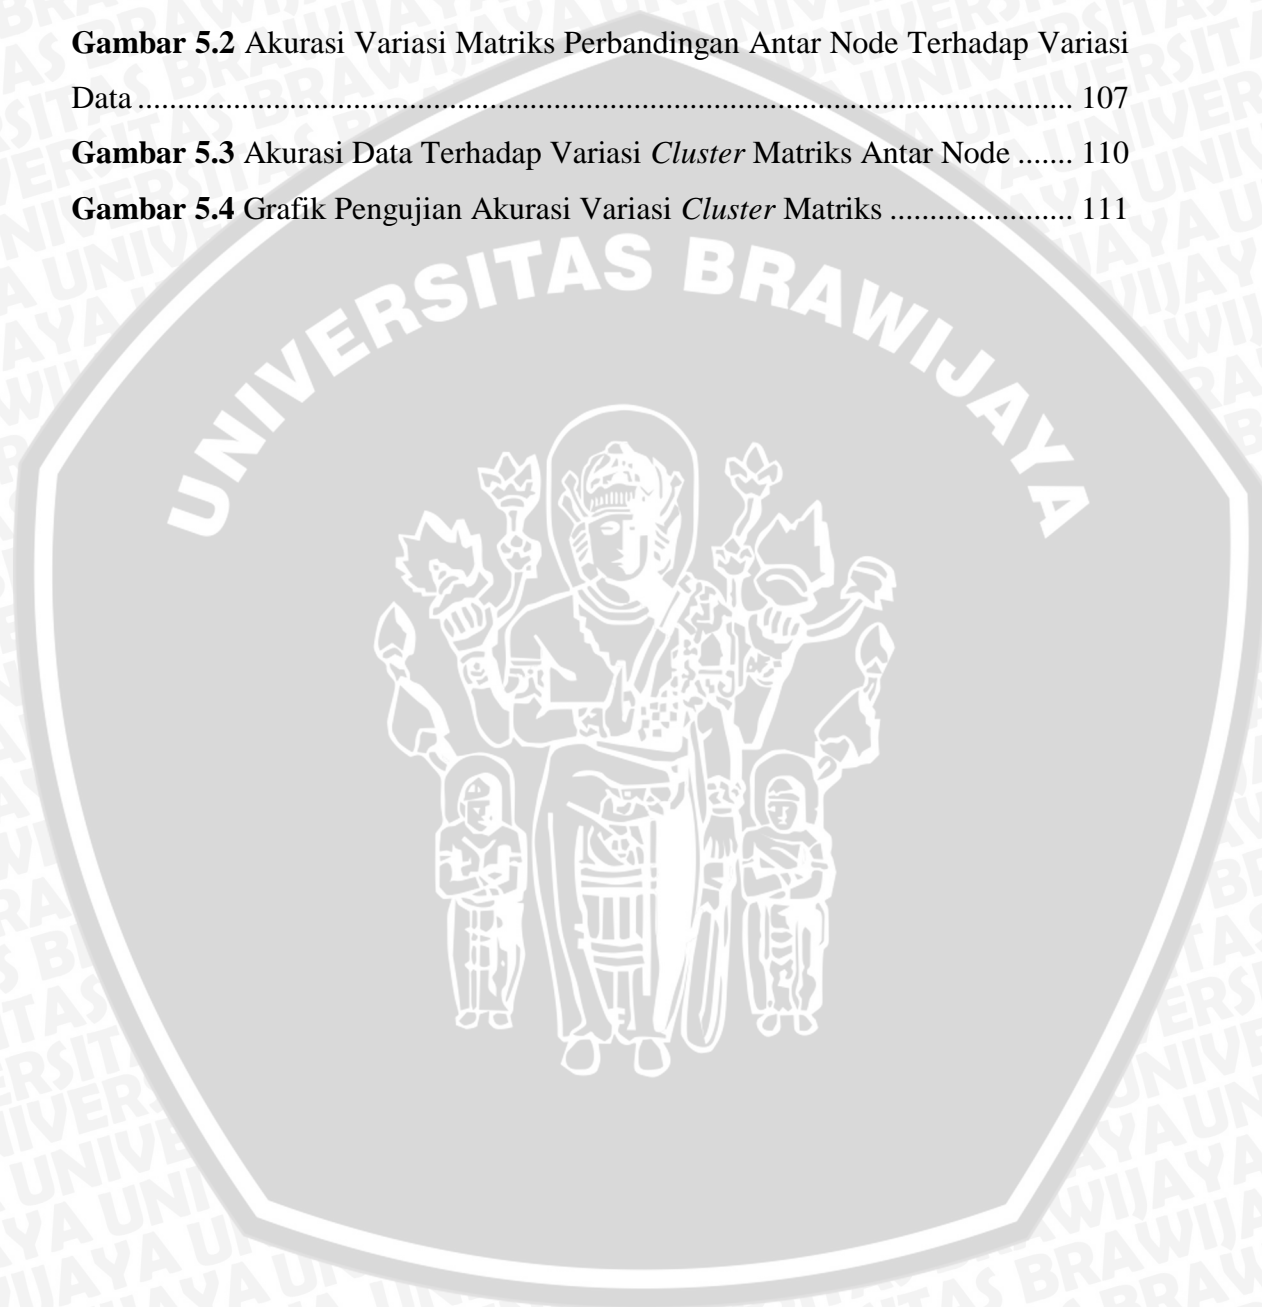 Gambar 5.2 Akurasi Variasi Matriks Perbandingan Antar Node Terhadap Variasi
Data ..................................................................................................................... 107
Gambar 5.3 Akurasi Data Terhadap Variasi Cluster Matriks Antar Node ....... 110
Gambar 5.4 Grafik Pengujian Akurasi Variasi Cluster Matriks ....................... 111
UNIVERSITAS BRAWIJAYA